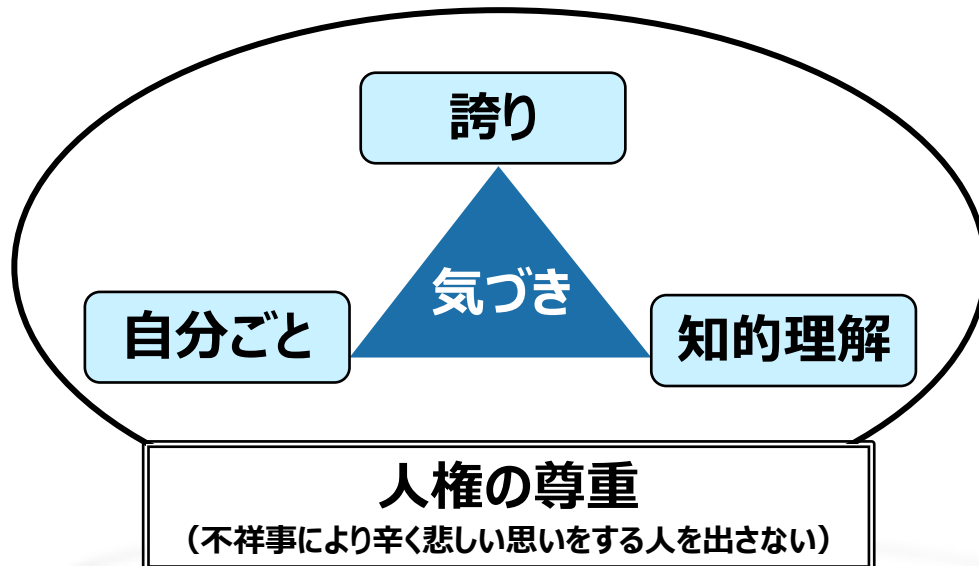 誇り
気づき
自分ごと
知的理解
人権の尊重
（不祥事により辛く悲しい思いをする人を出さない）